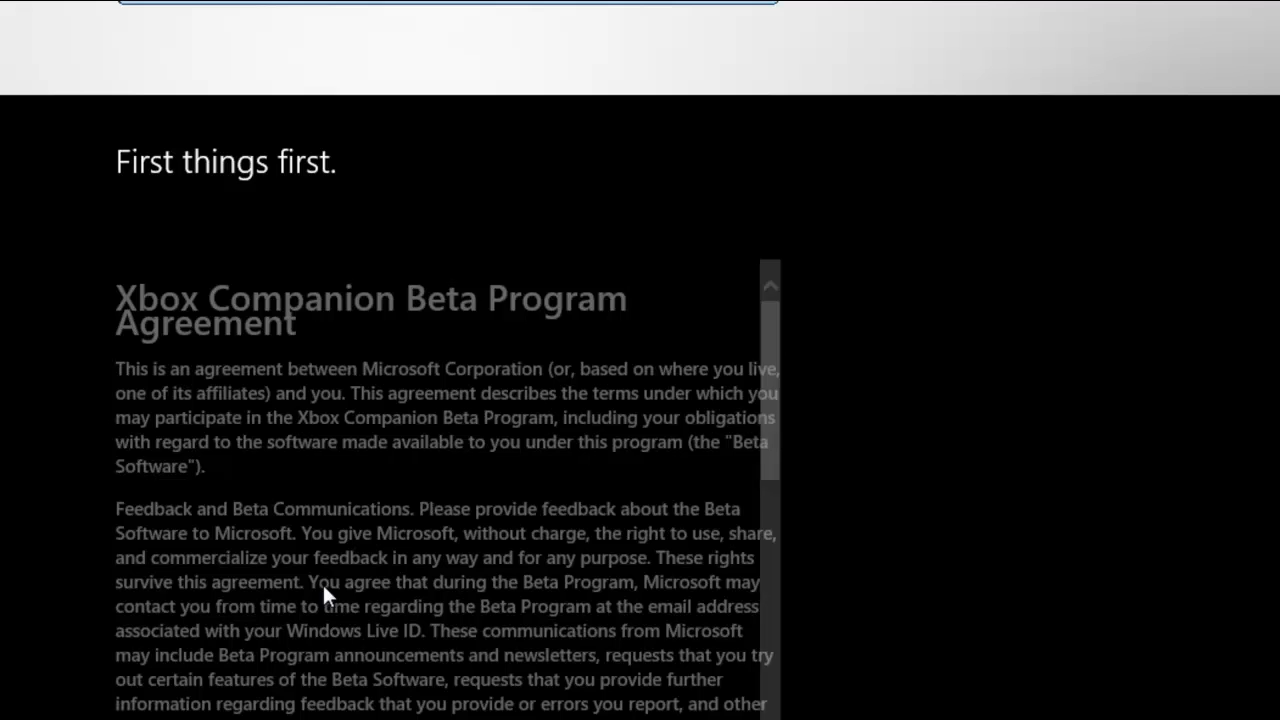 First things first.
Xbox Companion Beta Program
Agreement
This is an agreement between Microsoft Corporation (or, based on where you live,
one of its affiliates) and you. This agreement describes the terms under which you
may participate in the Xbox Companion Beta Program, including your obligations
with regard to the software made available to you under this program (the "Beta
Software").
Feedback and Beta Communications. Please provide feedback about the Beta
Software to Microsoft. You give Microsoft, without charge, the right to use, share,
and commercialize your feedback in any way and for any purpose. These rights
survive this agreement. You agree that during the Beta Program, Microsoft may
contact you from time to time regarding the Beta Program at the email address
associated with your Windows Live ID. These communications from Microsoft
may include Beta Program announcements and newsletters, requests that you try
out certain features of the Beta Software, requests that you provide further
information regarding feedback that you provide or errors you report, and other